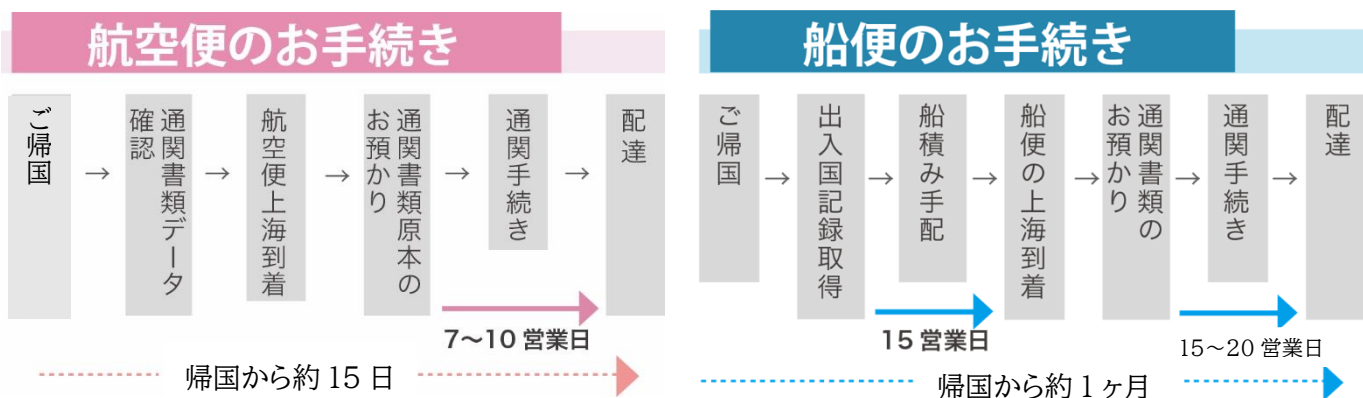 航空便のお手続き
ご帰国
→
通関書類データ
確認
→
航空便上海到着
→
通関書類原本の
お預かり
→
通関手続き
→
配達
7〜10 営業日
帰国から約 15 日
船便のお手続き
ご帰国
→
出入国記録取得
→
船積み手配
→
船便の上海到着
→
通関書類の
お預かり
→
通関手続き
→
配達
15 営業日
15〜20 営業日
帰国から約 1 ヶ月